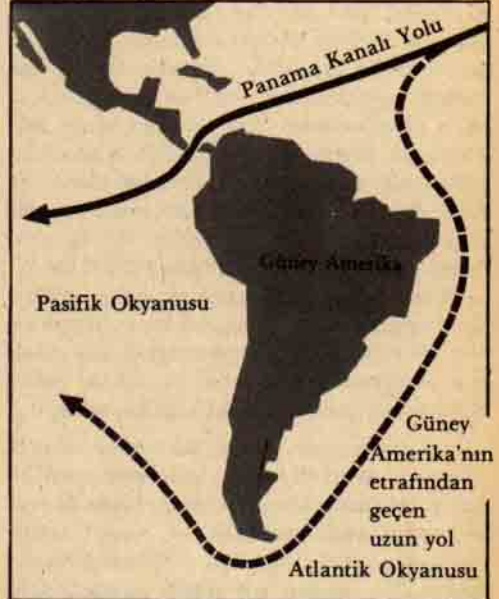 Panama Kanalı Yolu
Güney Amerika
Pasifik Okyanusu
Güney
Amerika'nın
etrafından
geçen
uzun yol
Atlantik Okyanusu